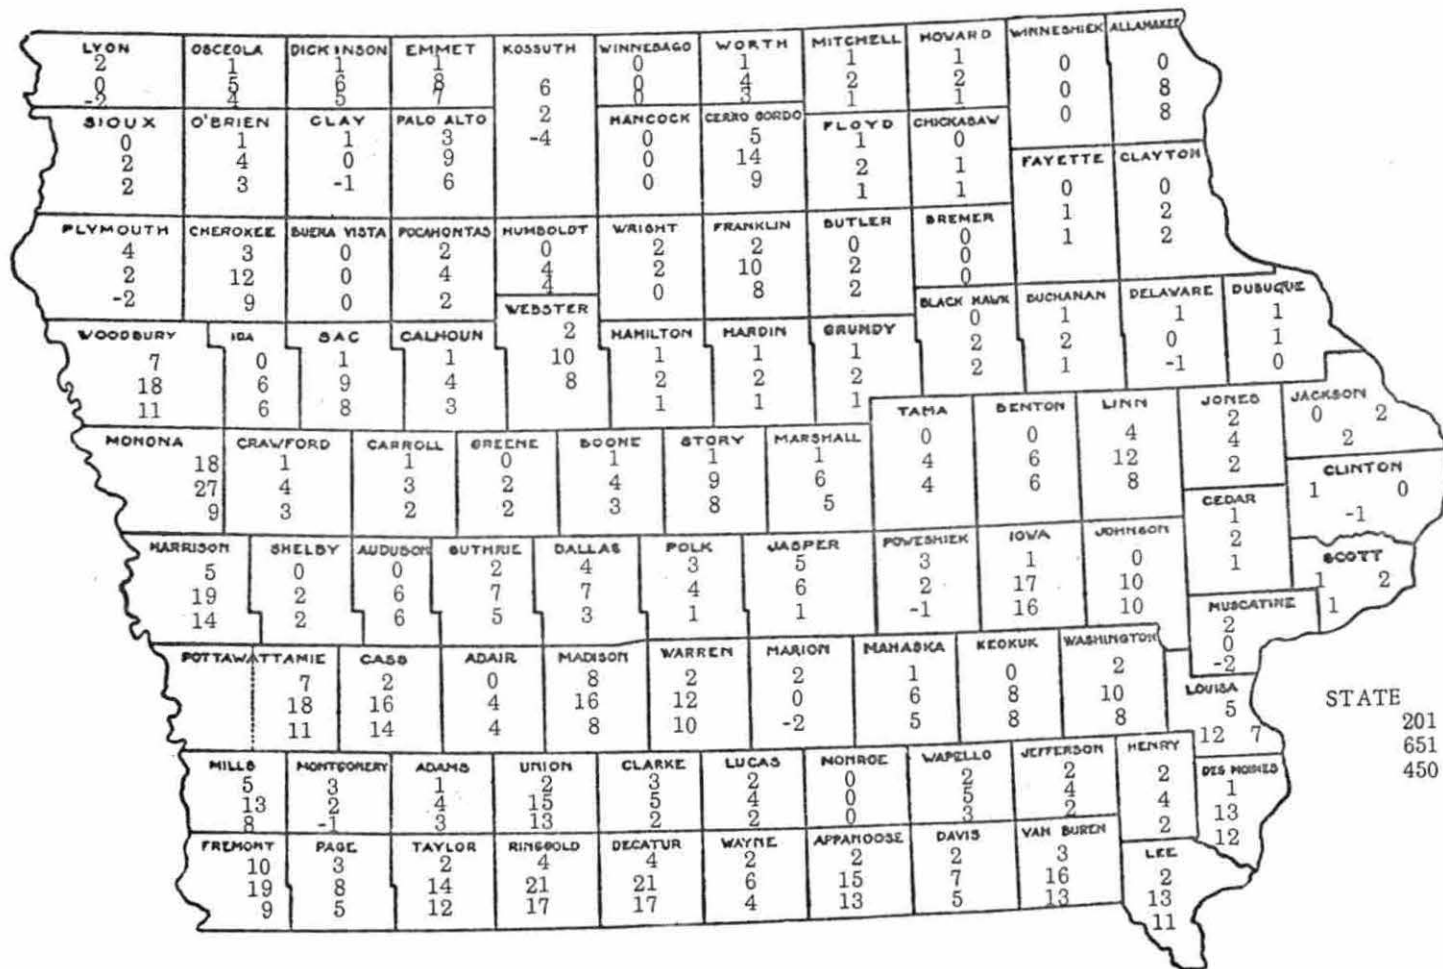 LYON
2
0
-2
OSCEOLA
1
5
4
DICKINSON
1
6
5
EMMET
1
8
7
KOSSUTH
6
2
-4
WINNEBAGO
0
0
0
WORTH
1
4
3
MITCHELL
1
2
1
HOWARD
1
2
1
WINNESHIEK
0
0
0
ALLAMAKEE
0
8
8
SIOUX
0
2
2
O'BRIEN
1
4
3
CLAY
1
0
-1
PALO ALTO
3
9
6
HANCOCK
0
0
0
CERRO GORDO
5
14
9
FLOYD
1
2
1
CHICKASAW
0
1
1
FAYETTE
0
1
1
CLAYTON
0
2
2
PLYMOUTH
4
2
-2
CHEROKEE
3
12
9
BUENA VISTA
0
0
0
POCAHONTAS
2
4
2
HUMBOLDT
0
4
4
WRIGHT
2
2
0
FRANKLIN
2
10
8
BUTLER
0
2
2
BREMER
0
0
0
WOODBURY
7
18
11
IDA
0
6
6
SAC
1
9
8
CALHOUN
1
4
3
WEBSTER
2
10
8
HAMILTON
1
2
1
HARDIN
1
2
1
GRUNDY
1
2
1
BLACK HAWK
0
2
2
BUCHANAN
1
2
1
DELAWARE
1
0
-1
DUBUQUE
1
1
0
MONONA
18
27
9
CRAWFORD
1
4
3
CARROLL
1
3
2
GREENE
0
2
2
BOONE
1
4
3
STORY
1
9
8
MARSHALL
1
6
5
TAMA
0
4
4
BENTON
0
6
6
LINN
4
12
8
JONES
2
4
2
JACKSON
0 2
2
CLINTON
1 0
-1
CEDAR
1
2
1
SCOTT
1 2
1
HARRISON
5
19
14
SHELBY
0
2
2
AUDUBON
0
6
6
GUTHRIE
2
7
5
DALLAS
4
7
3
POLK
3
4
1
JASPER
5
6
1
POWESHIEK
3
2
-1
IOWA
1
17
16
JOHNSON
0
10
10
MUSCATINE
2
0
-2
POTTAWATTAMIE
7
18
11
CASS
2
16
14
ADAIR
0
4
4
MADISON
8
16
8
WARREN
2
12
10
MARION
2
0
-2
MAHASKA
1
6
5
KEOKUK
0
8
8
WASHINGTON
2
10
8
LOUISA
5
12 7
STATE
201
651
450
MILLS
5
13
8
MONTGOMERY
3
2
-1
ADAMS
1
4
3
UNION
2
15
13
CLARKE
3
5
2
LUCAS
2
4
2
MONROE
0
0
0
WAPELLO
2
5
3
JEFFERSON
2
4
2
HENRY
2
4
2
DES MOINES
1
13
12
FREMONT
10
19
9
PAGE
3
8
5
TAYLOR
2
14
12
RINGGOLD
4
21
17
DECATUR
4
21
17
WAYNE
2
6
4
APPANOOSE
2
15
13
DAVIS
2
7
5
VAN BUREN
3
16
13
LEE
2
13
11